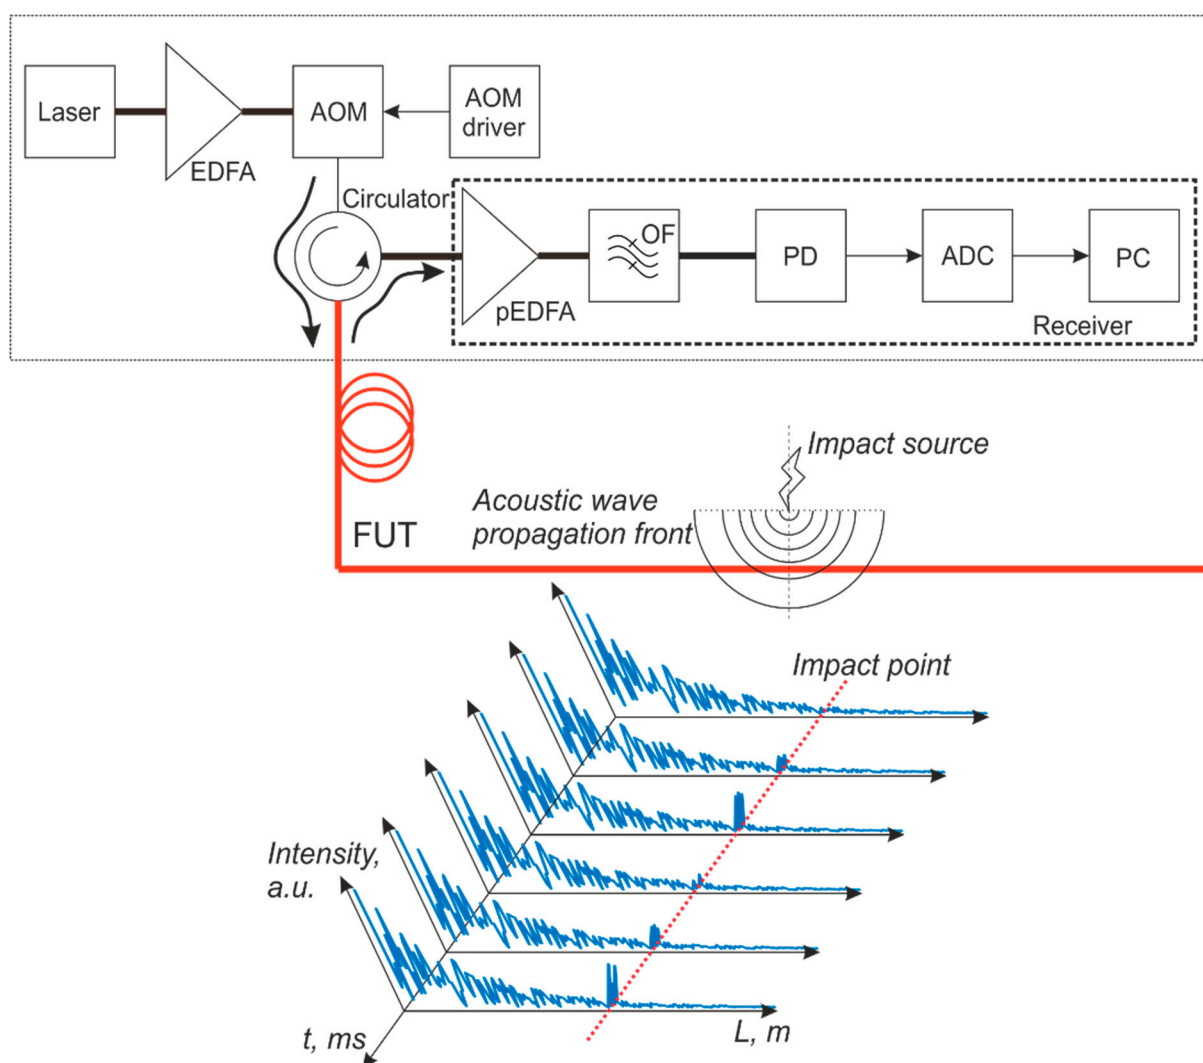 Laser
EDFA
AOM
AOM
driver
Circulator
pEDFA
OF
PD
ADC
PC
Receiver
FUT
Impact source
Acoustic wave
propagation front
Impact point
Intensity,
a.u.
t, ms
L, m